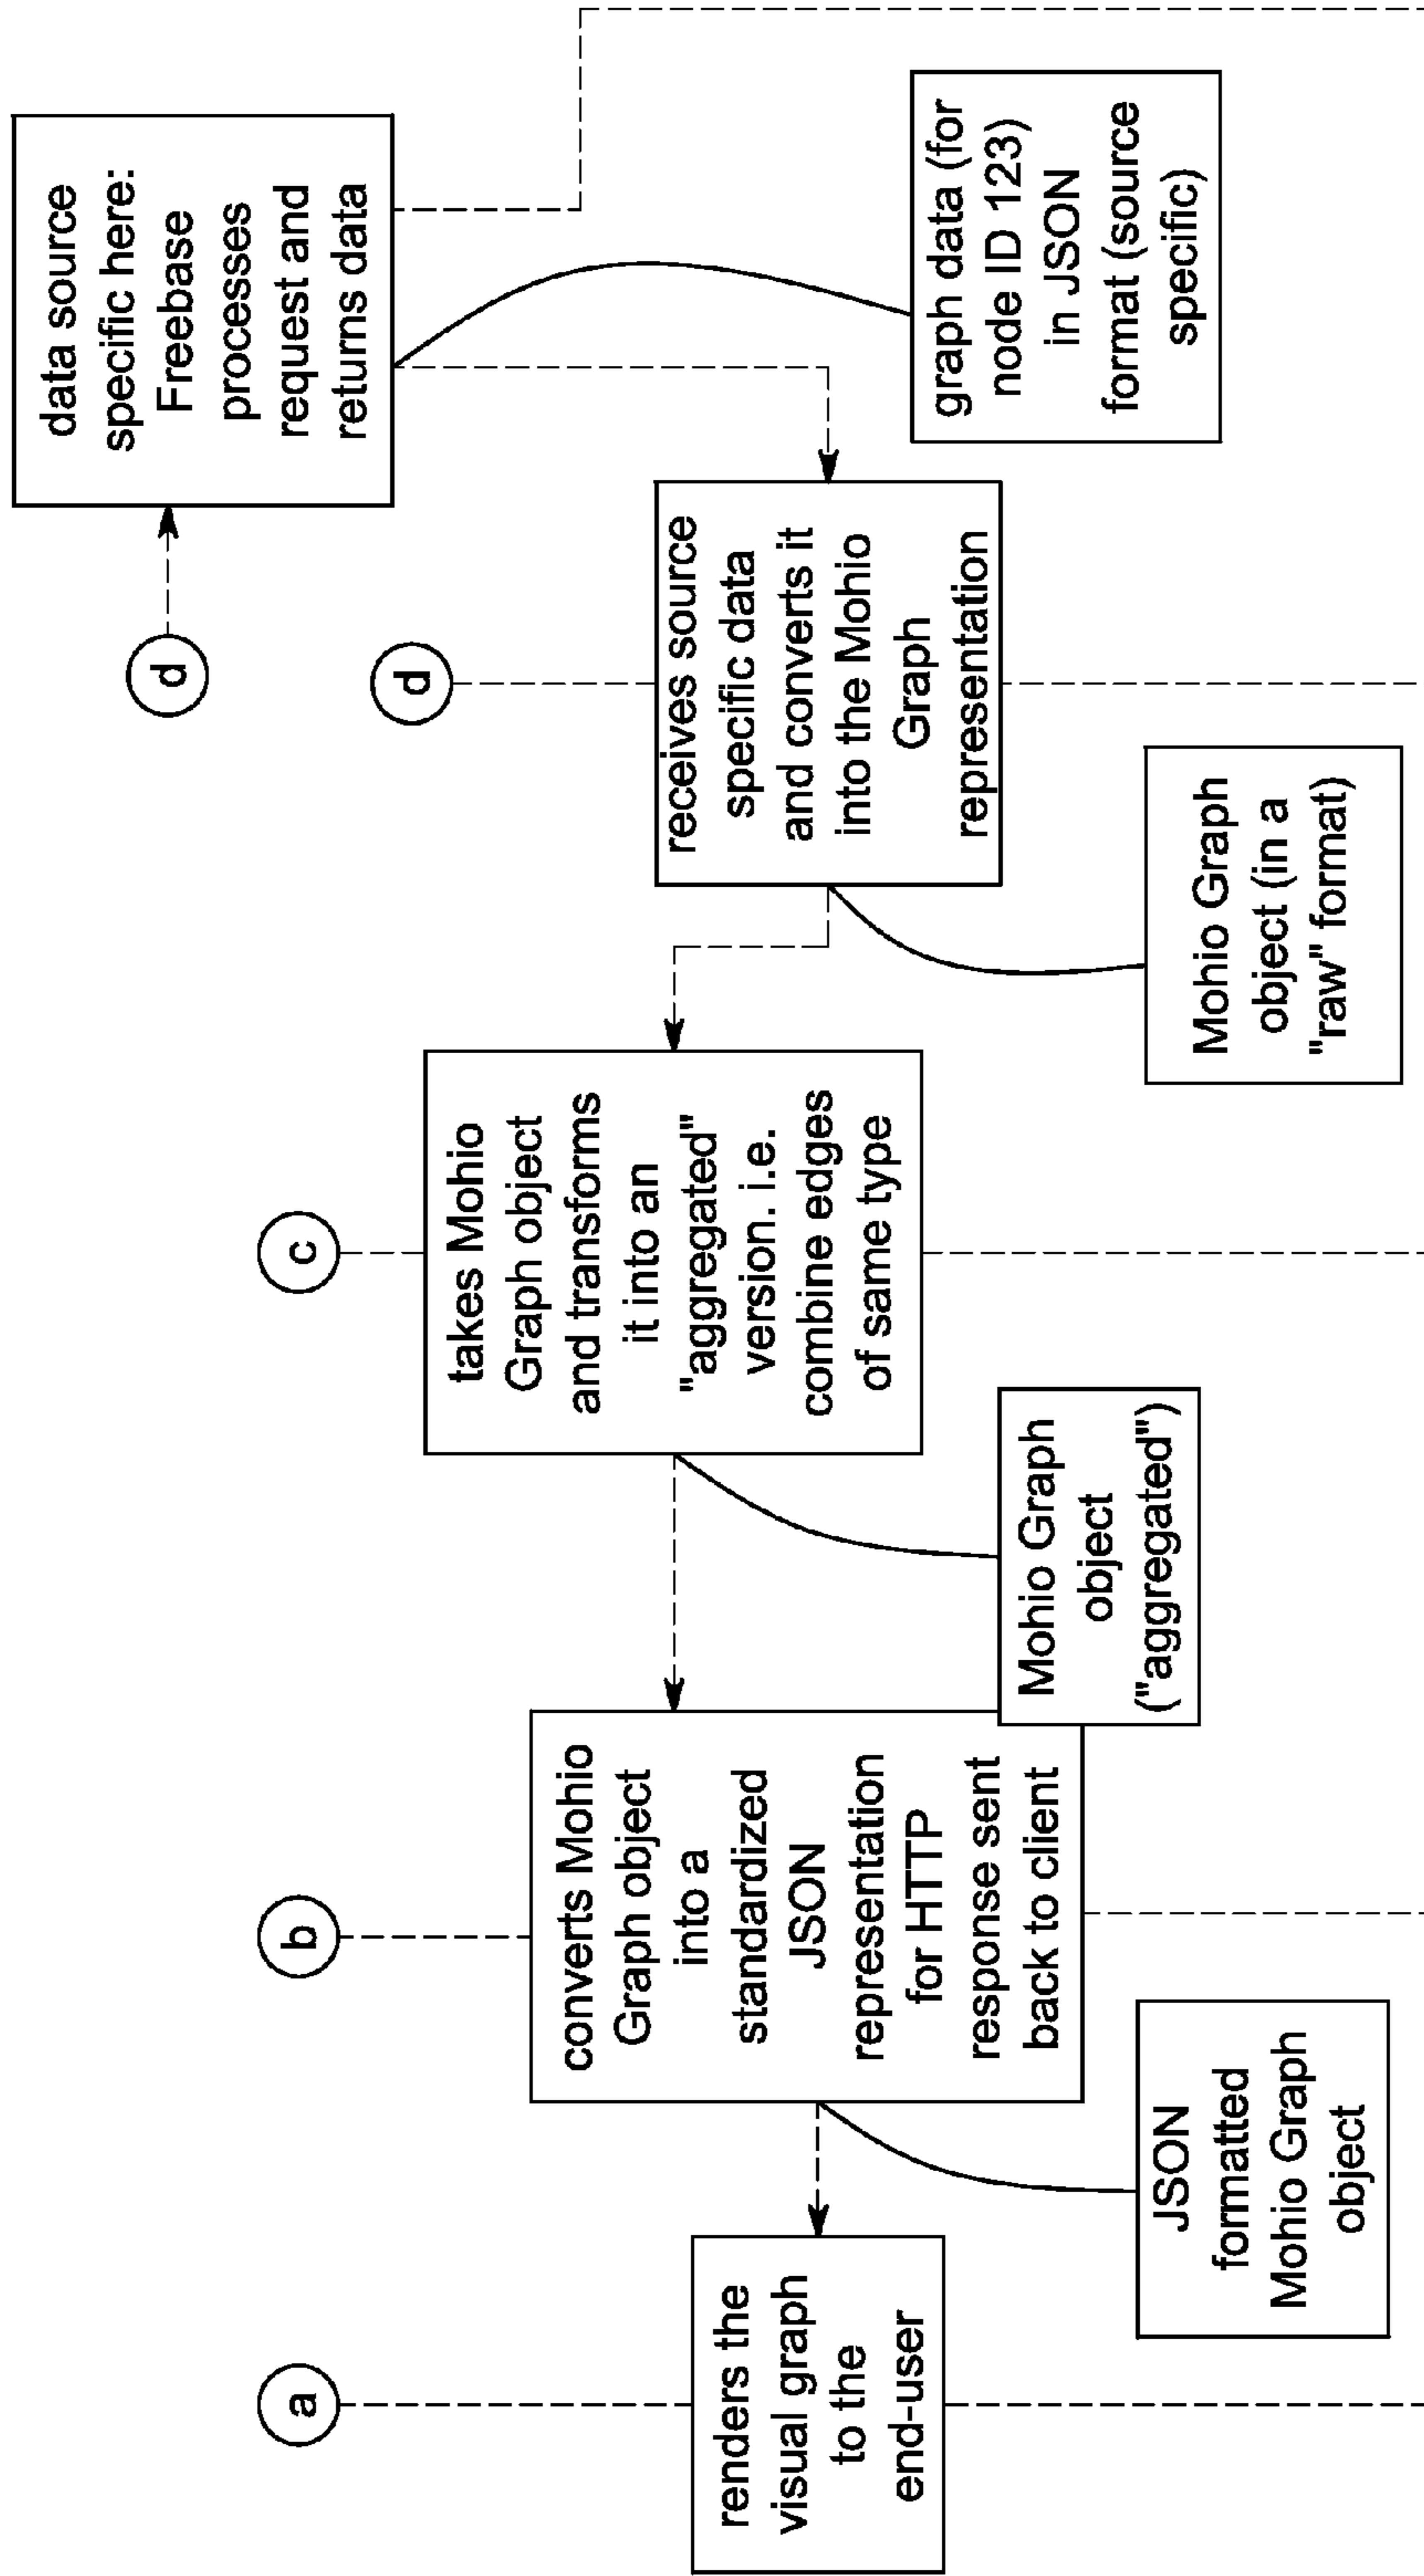 a
renders the
visual graph
to the
end-user
JSON
formatted
Mohio Graph
object
b
converts Mohio
Graph object
into a
standardized
JSON
representation
for HTTP
response sent
back to client
Mohio Graph
object
("aggregated")
c
takes Mohio
Graph object
and transforms
it into an
"aggregated"
version. i.e.
combine edges
of same type
Mohio Graph
object (in a
"raw" format)
d
d
receives source
specific data
and converts it
into the Mohio
Graph
representation
data source
specific here:
Freebase
processes
request and
returns data
graph data (for
node ID 123)
in JSON
format (source
specific)